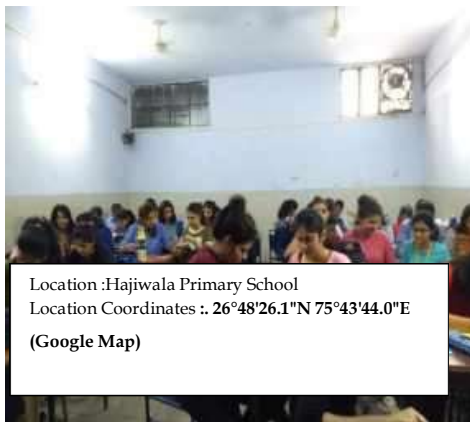 Location :Hajiwala Primary School
Location Coordinates :. 26°48'26.1"N 75°43'44.0"E
(Google Map)